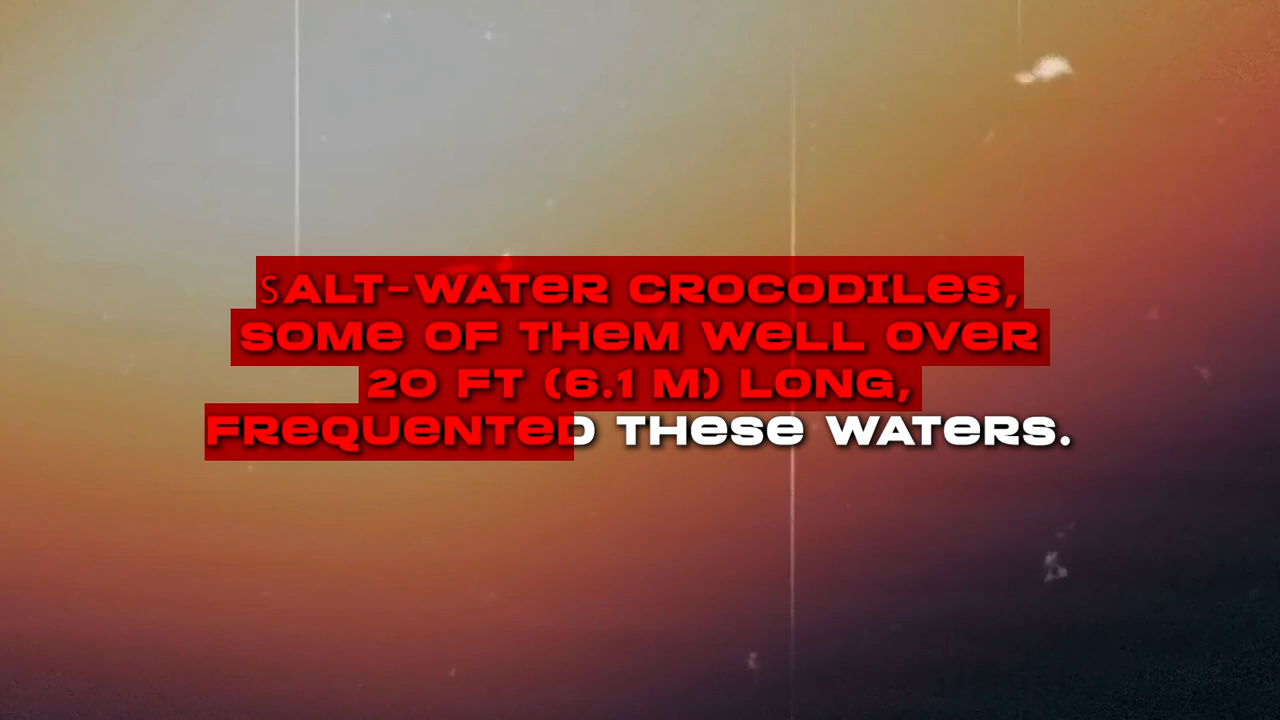 SALT-WATER CROCODILES,
SOME OF THEM WELL OVER
20 FT (6.1 M) LONG,
FREQUENTED THESE WATERS.